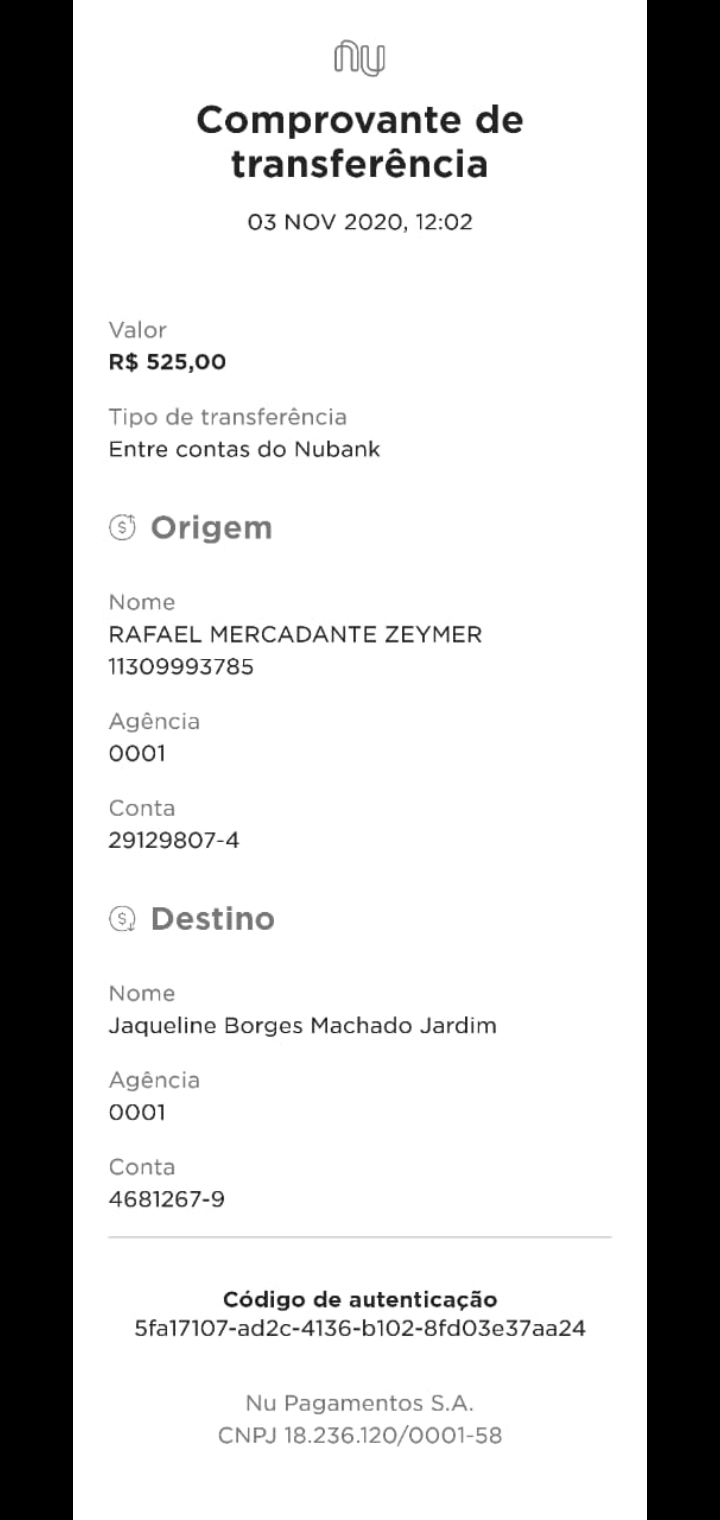 nu
Comprovante de
transferência
03 NOV 2020, 12:02
Valor
R$ 525,00
Tipo de transferência
Entre contas do Nubank
Origem
Nome
RAFAEL MERCADANTE ZEYMER
11309993785
Agência
0001
Conta
29129807-4
Destino
Nome
Jaqueline Borges Machado Jardim
Agência
0001
Conta
4681267-9
Código de autenticação
5fa17107-ad2c-4136-b102-8fd03e37aa24
Nu Pagamentos S.A.
CNPJ 18.236.120/0001-58